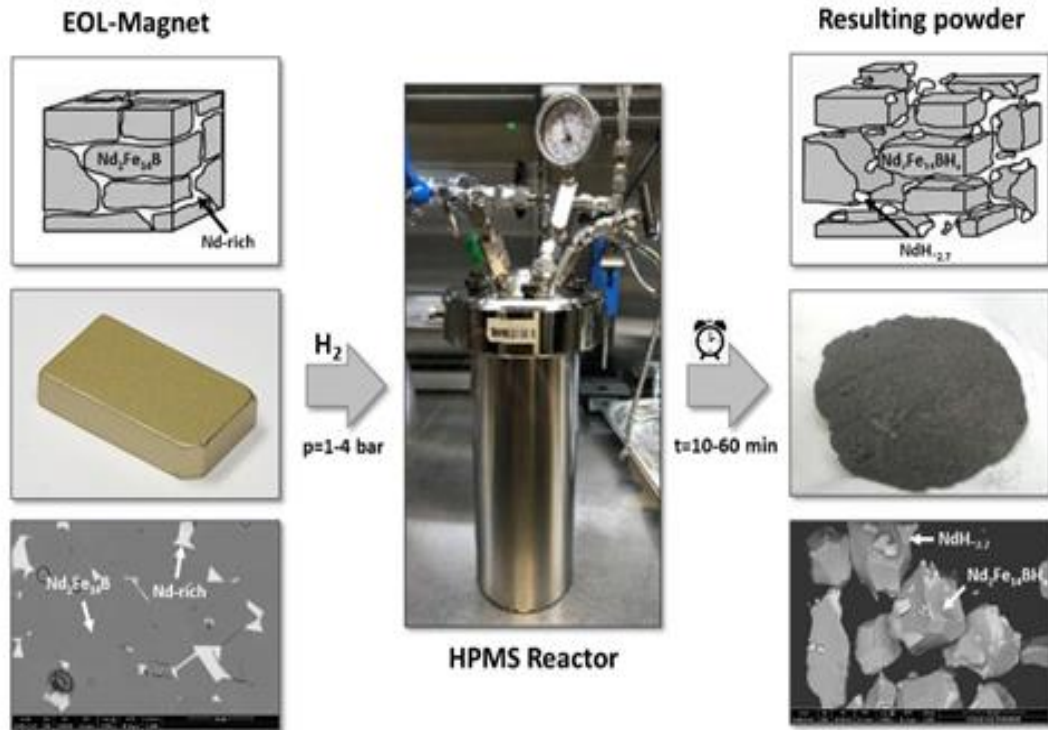 EOL-Magnet
Nd₂Fe₁₄B
Nd-rich
Nd₂Fe₁₄B
Nd-rich
H₂
p=1-4 bar
HPMS Reactor
t=10-60 min
Resulting powder
Nd₂Fe₁₄BHₓ
NdH~₂.₇
NdH~₂.₇
Nd₂Fe₁₄BHₓ